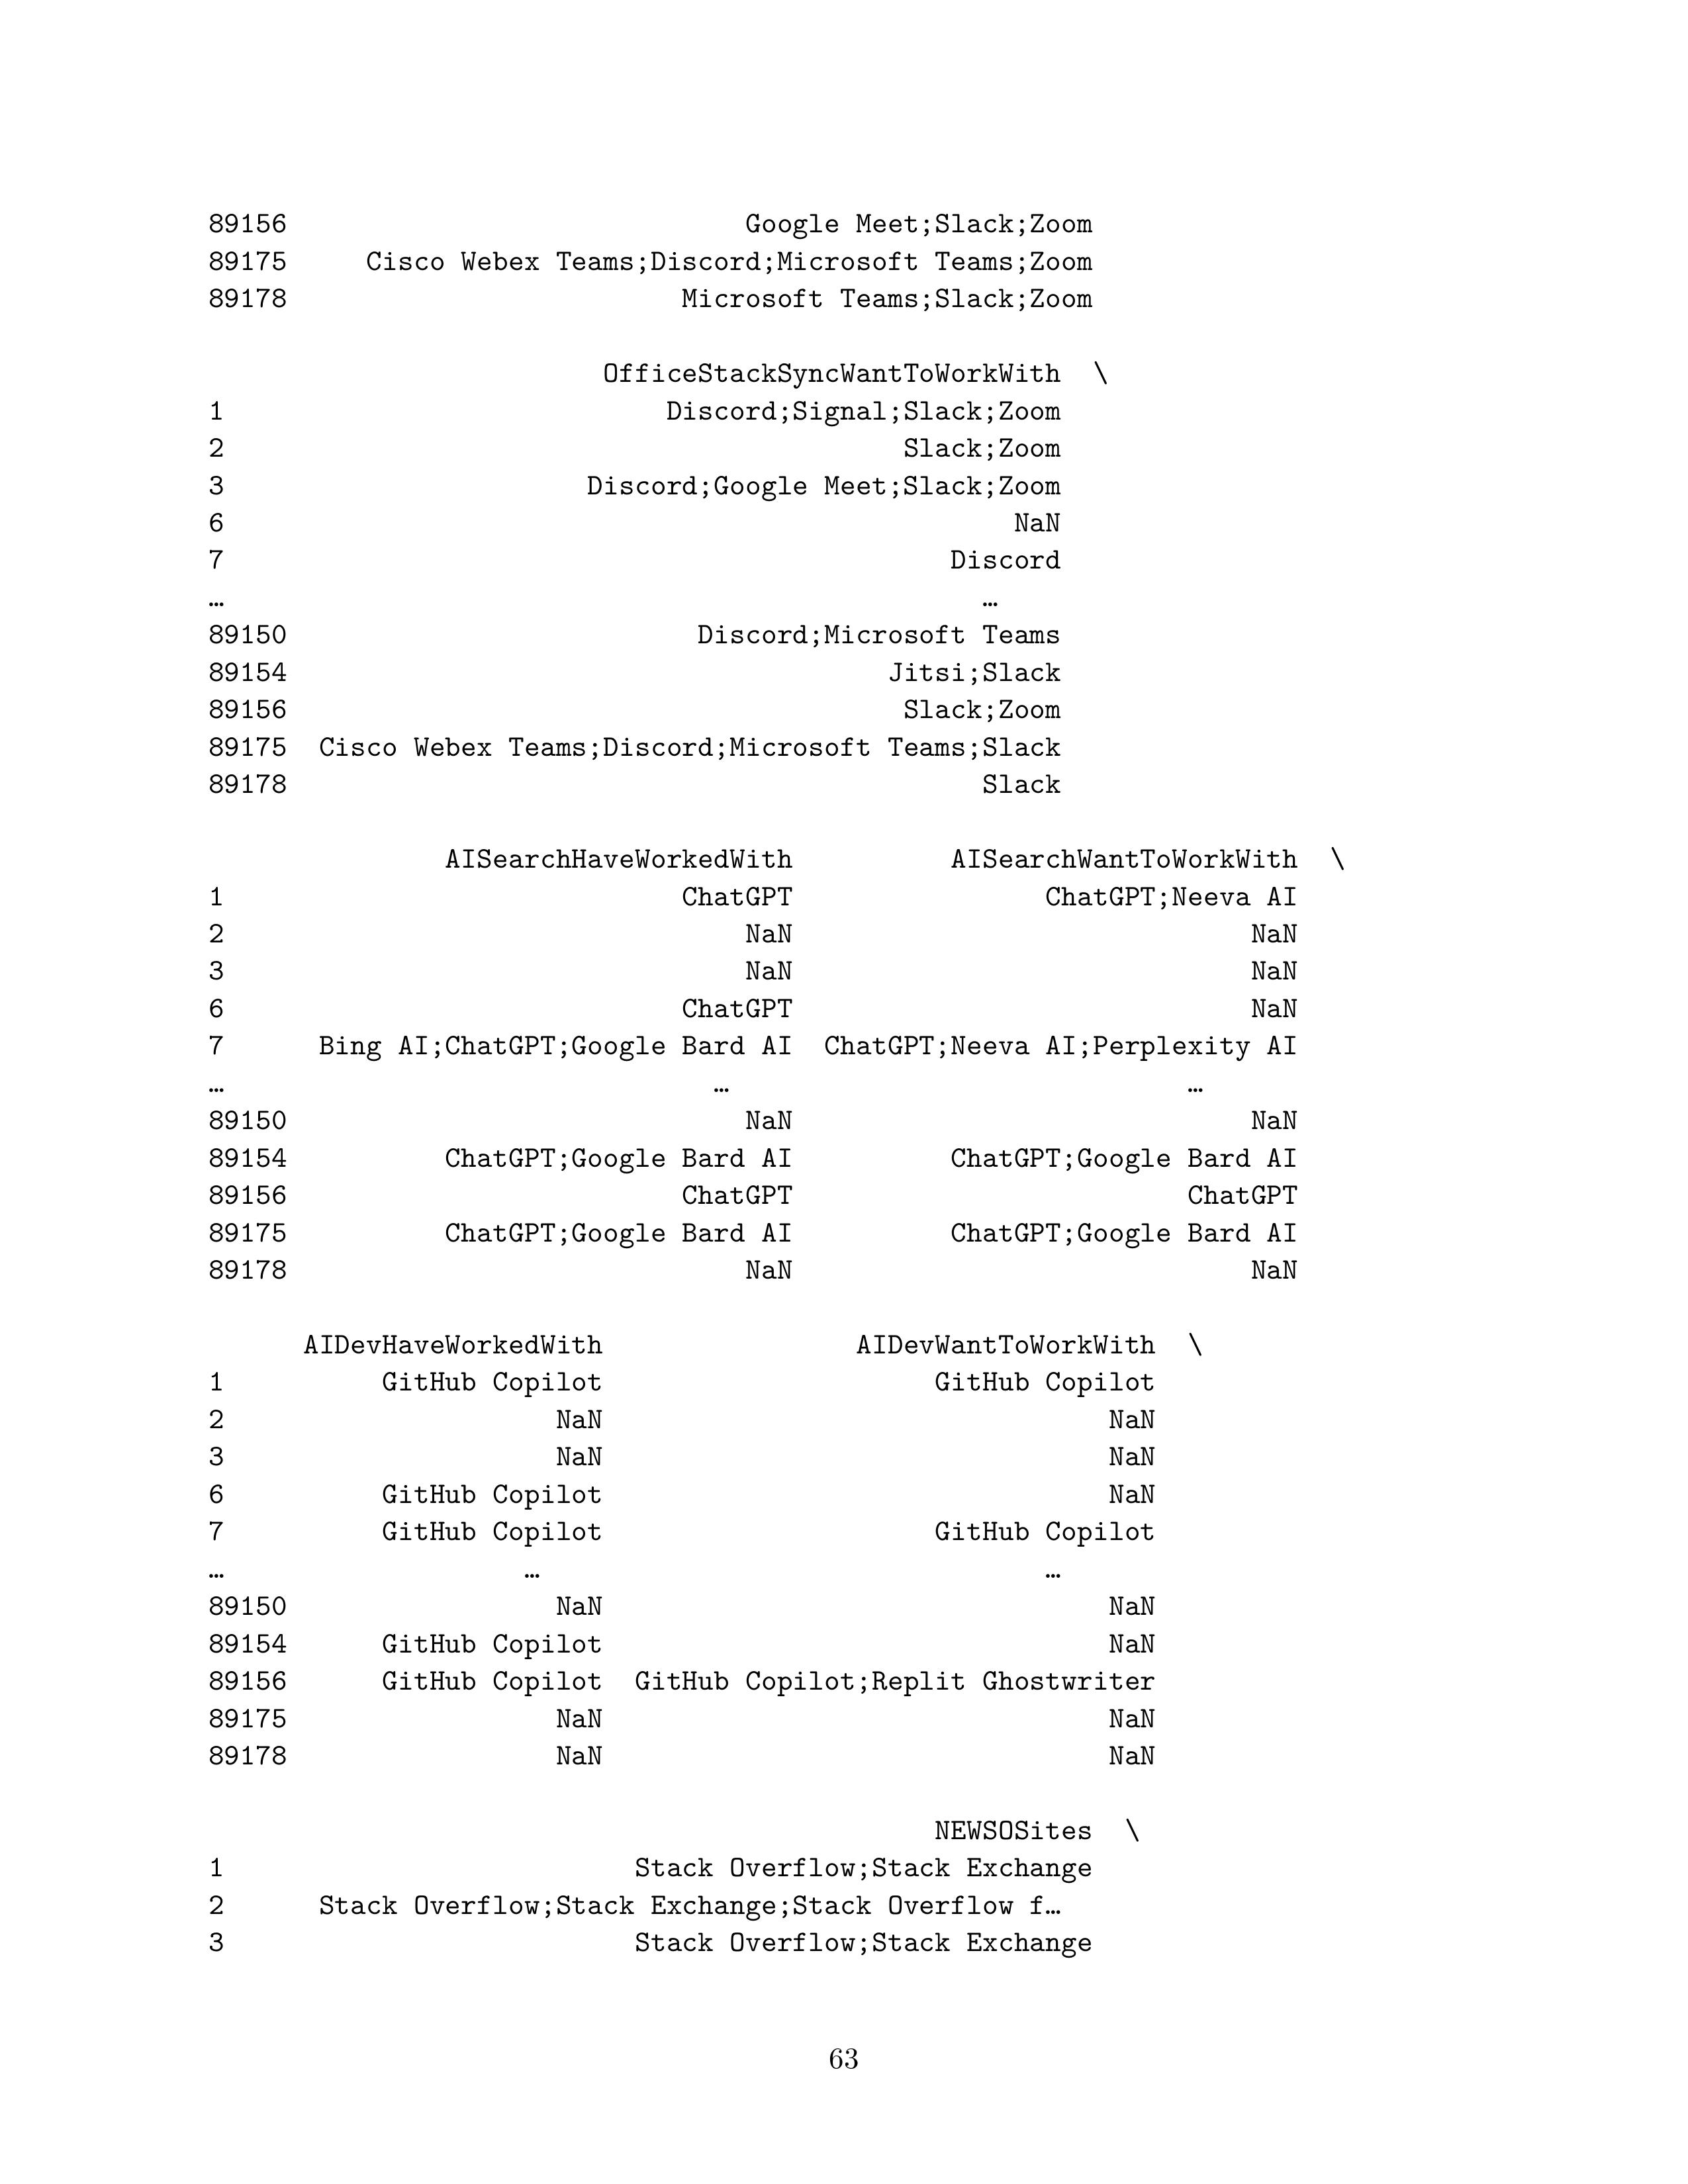 89156 Google Meet;Slack;Zoom
89175 Cisco Webex Teams;Discord;Microsoft Teams;Zoom
89178 Microsoft Teams;Slack;Zoom
OfficeStackSyncWantToWorkWith \
1 Discord;Signal;Slack;Zoom
2 Slack;Zoom
3 Discord;Google Meet;Slack;Zoom
6 NaN
7 Discord
… …
89150 Discord;Microsoft Teams
89154 Jitsi;Slack
89156 Slack;Zoom
89175 Cisco Webex Teams;Discord;Microsoft Teams;Slack
89178 Slack
AISearchHaveWorkedWith AISearchWantToWorkWith \
1 ChatGPT ChatGPT;Neeva AI
2 NaN NaN
3 NaN NaN
6 ChatGPT NaN
7 Bing AI;ChatGPT;Google Bard AI ChatGPT;Neeva AI;Perplexity AI
… … …
89150 NaN NaN
89154 ChatGPT;Google Bard AI ChatGPT;Google Bard AI
89156 ChatGPT ChatGPT
89175 ChatGPT;Google Bard AI ChatGPT;Google Bard AI
89178 NaN NaN
AIDevHaveWorkedWith AIDevWantToWorkWith \
1 GitHub Copilot GitHub Copilot
2 NaN NaN
3 NaN NaN
6 GitHub Copilot NaN
7 GitHub Copilot GitHub Copilot
… … …
89150 NaN NaN
89154 GitHub Copilot NaN
89156 GitHub Copilot GitHub Copilot;Replit Ghostwriter
89175 NaN NaN
89178 NaN NaN
NEWSOSites \
1 Stack Overflow;Stack Exchange
2 Stack Overflow;Stack Exchange;Stack Overflow f…
3 Stack Overflow;Stack Exchange
63